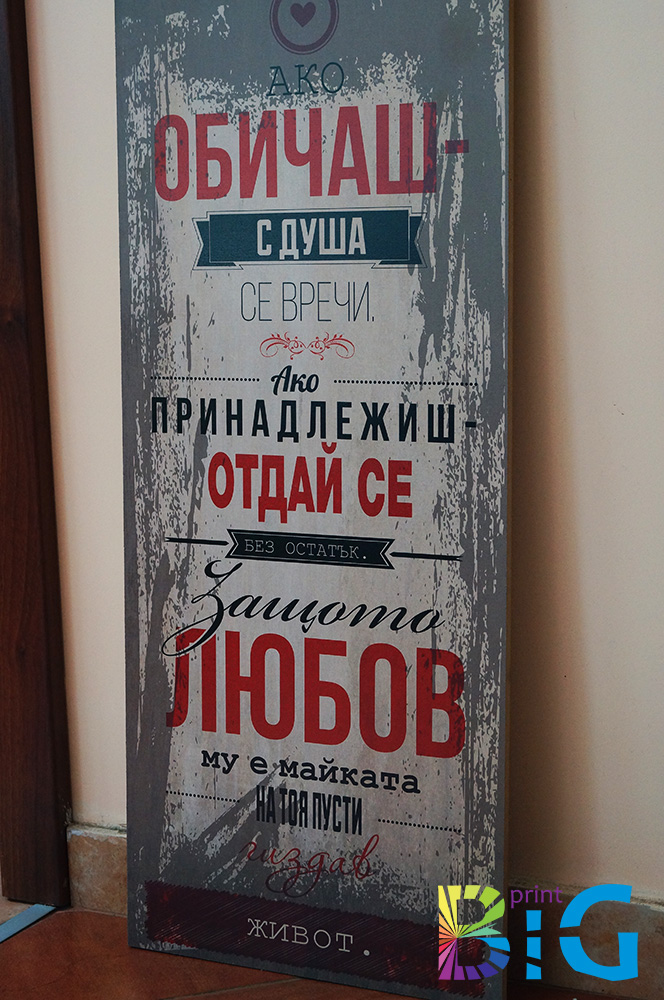 АКО
ОБИЧАШ-
С ДУША
СЕ ВРЕЧИ.
Ако
ПРИНАДЛЕЖИШ-
ОТДАЙ СЕ
БЕЗ ОСТАТЪК.
Защото
ЛЮБОВ
му е майката
НА ТОЯ ПУСТИ
гиздав
ЖИВОТ.
print
BiG